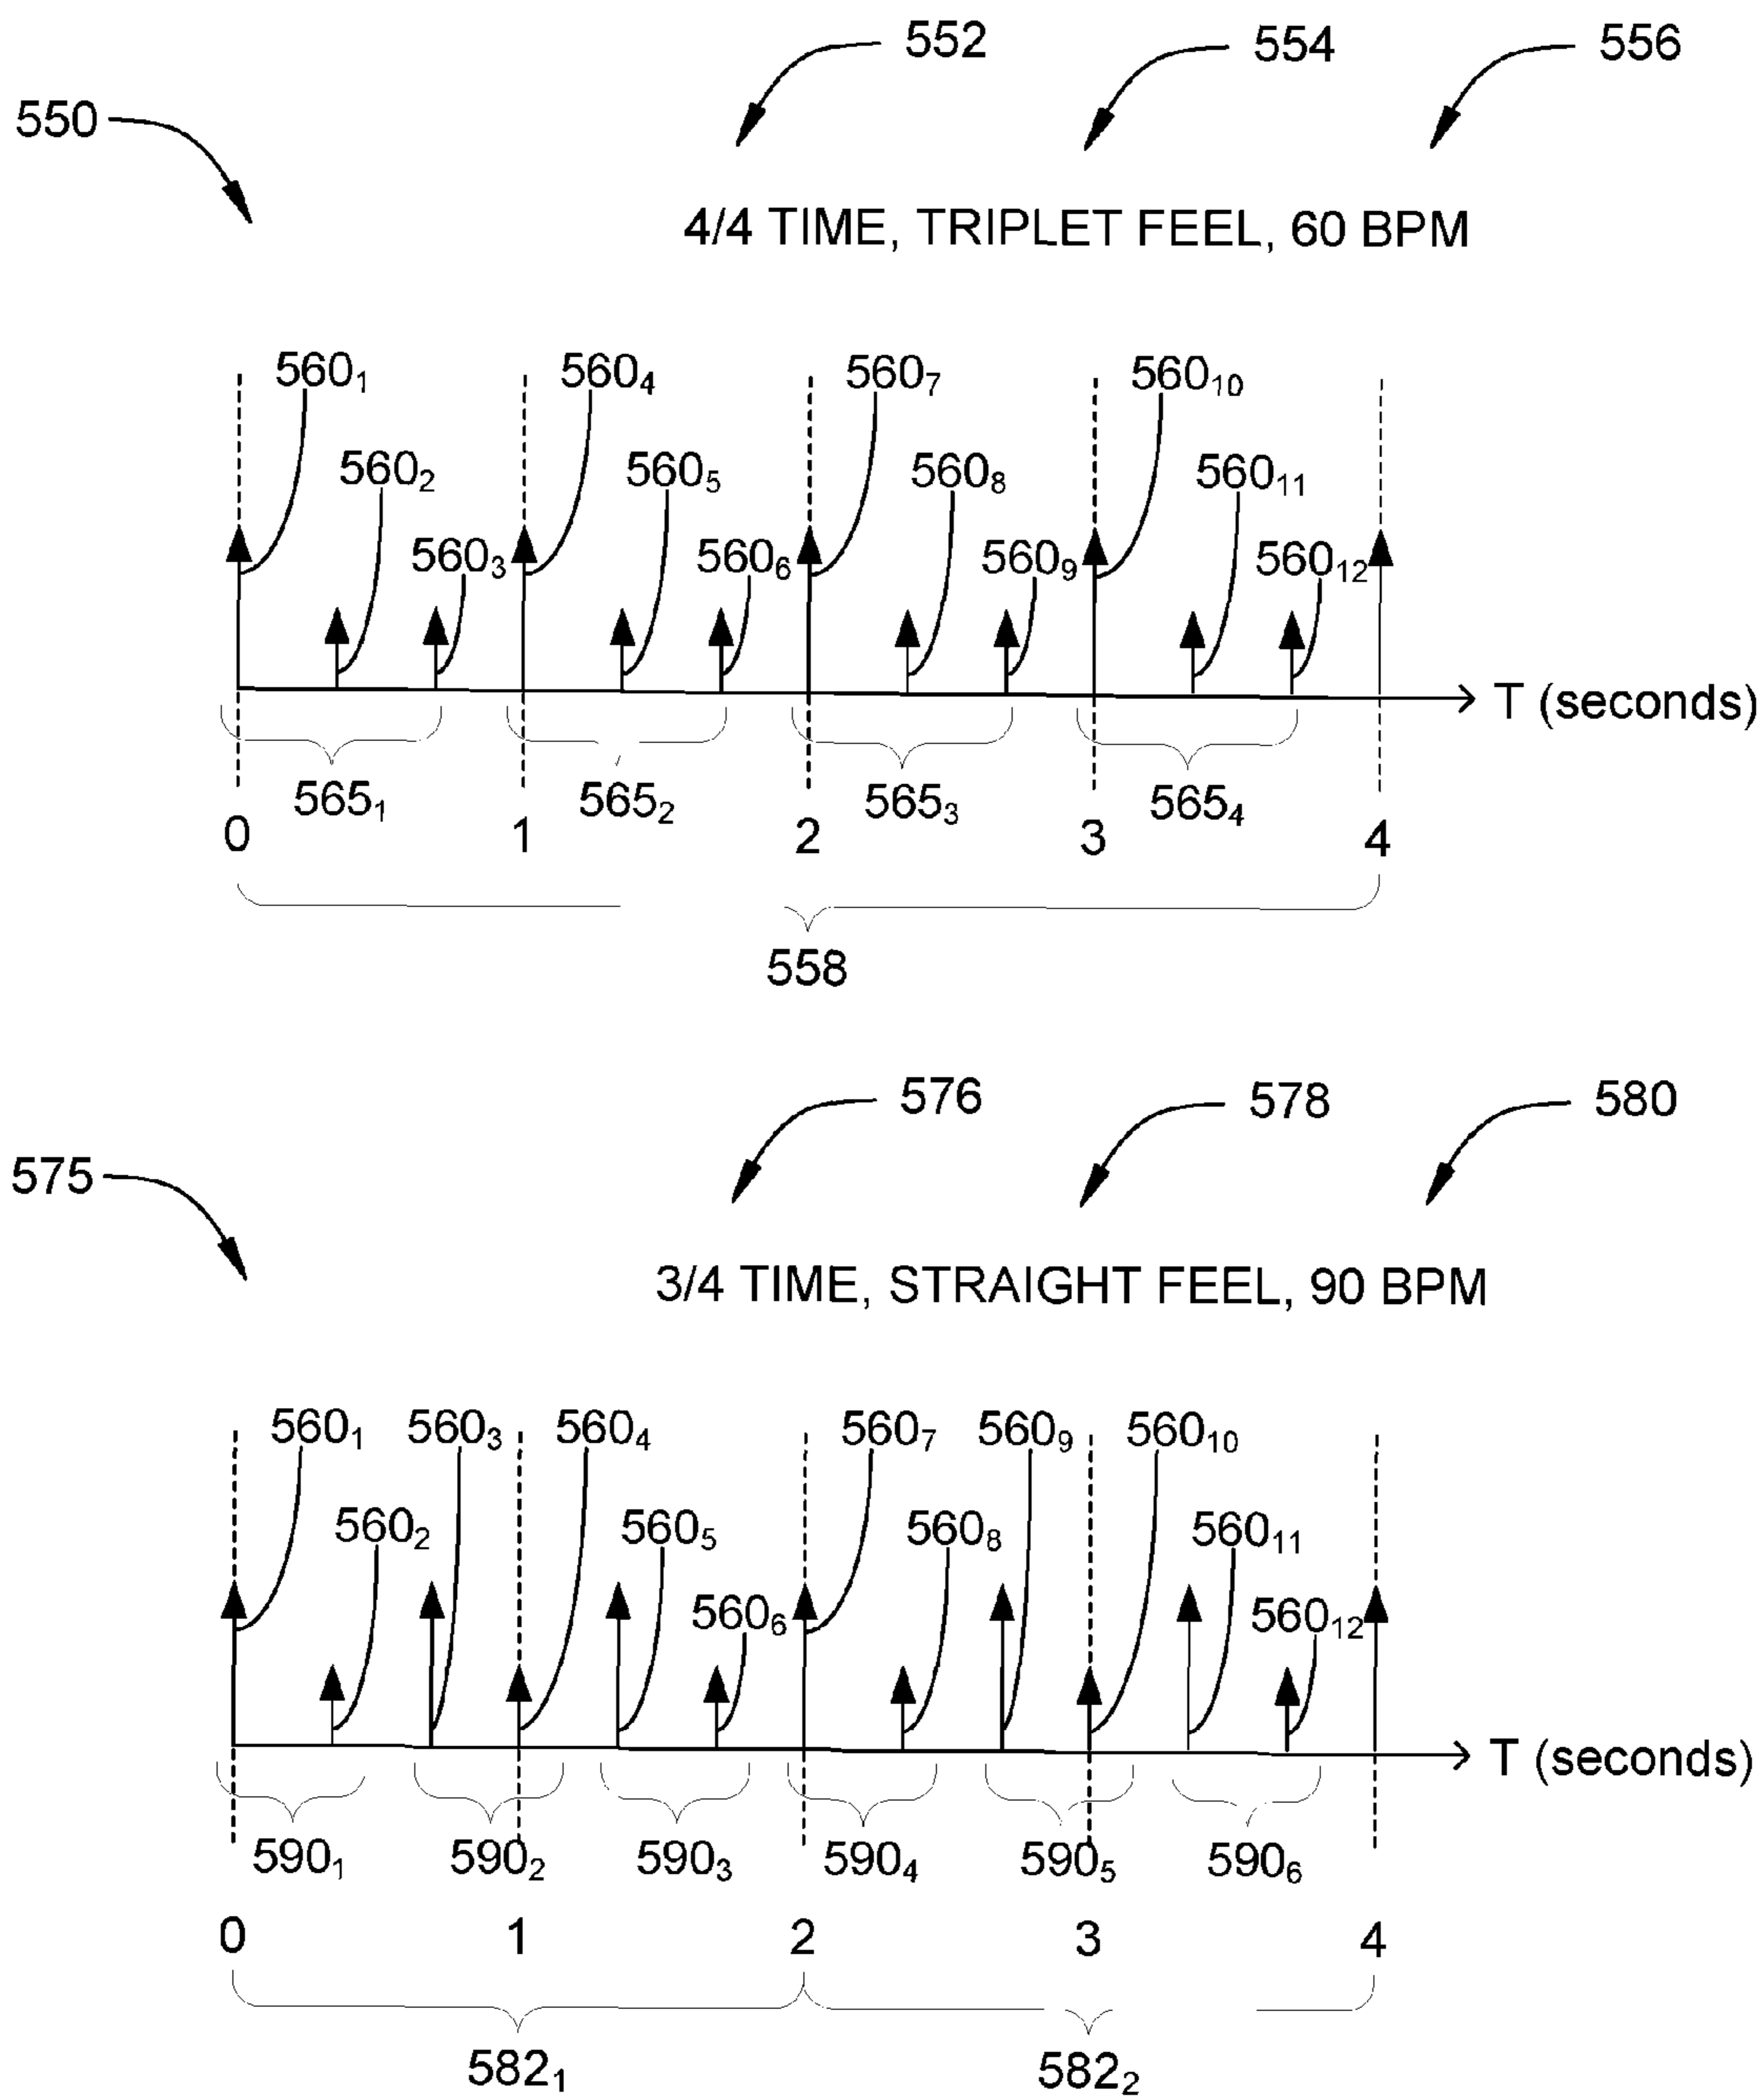 552 554 556
550
4/4 TIME, TRIPLET FEEL, 60 BPM
560₁ 560₄ 560₇ 560₁₀
560₂ 560₅ 560₈ 560₁₁
560₃ 560₆ 560₉ 560₁₂
T (seconds)
565₁ 565₂ 565₃ 565₄
0 1 2 3 4
558
576 578 580
575
3/4 TIME, STRAIGHT FEEL, 90 BPM
560₁ 560₃ 560₄ 560₇ 560₉ 560₁₀
560₂ 560₅ 560₈ 560₁₁
560₆ 560₁₂
T (seconds)
590₁ 590₂ 590₃ 590₄ 590₅ 590₆
0 1 2 3 4
582₁ 582₂